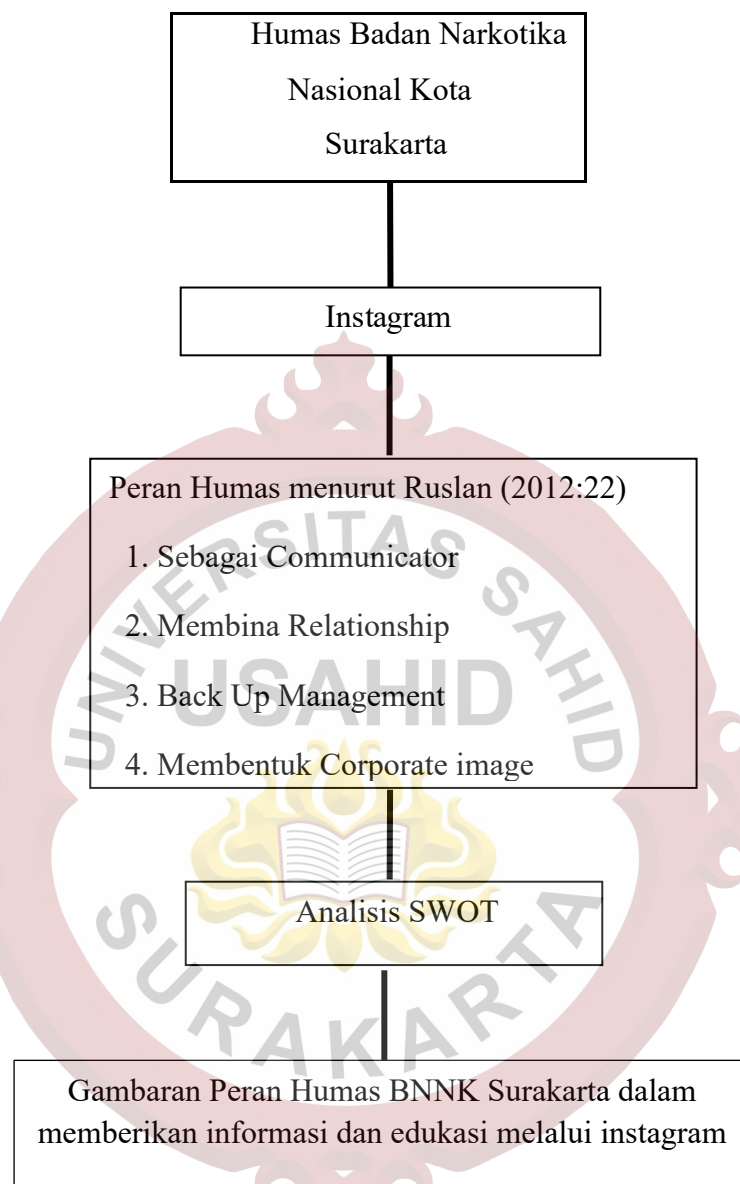 Humas Badan Narkotika
Nasional Kota
Surakarta
Instagram
Peran Humas menurut Ruslan (2012:22)
1. Sebagai Communicator
2. Membina Relationship
3. Back Up Management
4. Membentuk Corporate image
Analisis SWOT
Gambaran Peran Humas BNNK Surakarta dalam
memberikan informasi dan edukasi melalui instagram
UNIVERSITAS SAHID
USAHID
SURAKARTA